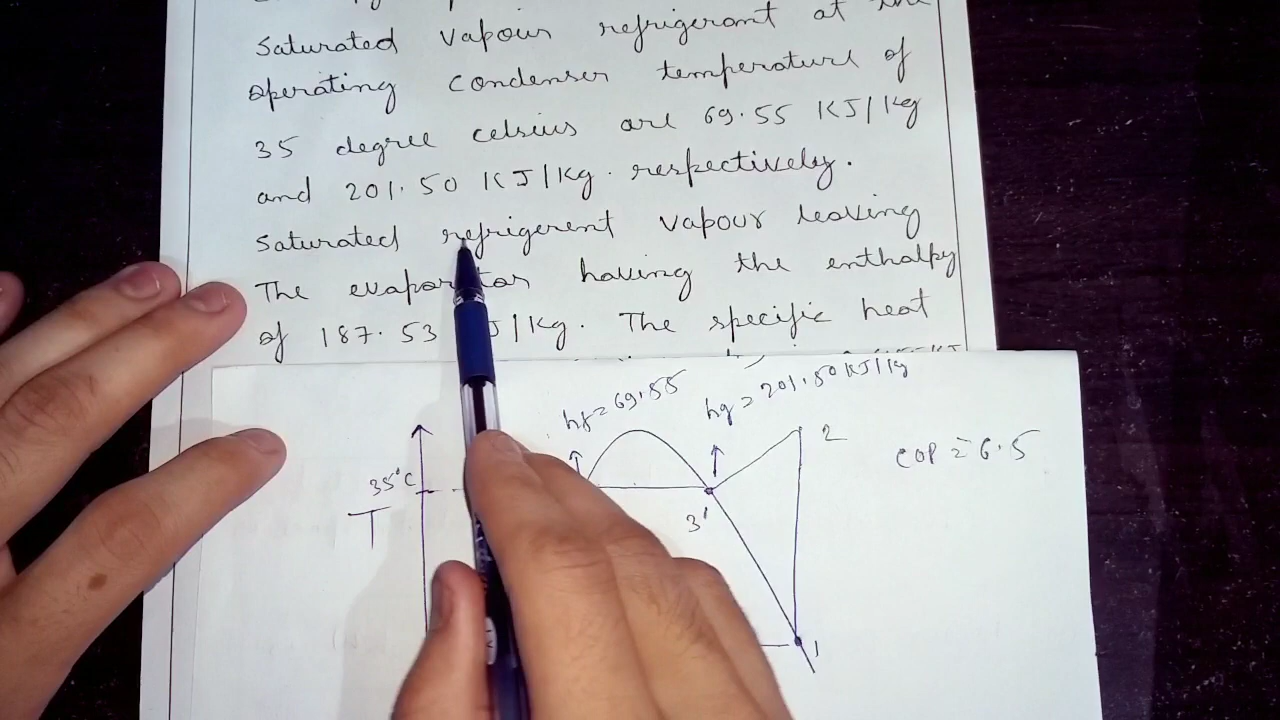 Saturated Vapour refrigerant at the
operating condenser temperature of
35 degree celsius are 69.55 KJ/Kg
and 201.50 KJ/Kg. respectively.
Saturated refrigerent Vapour leaving
The evaporator having the enthalpy
of 187.53 KJ/Kg. The specific heat
hf = 69.55
hg = 201.50 KJ/Kg
2
COP = 6.5
35°C
T
3'
1